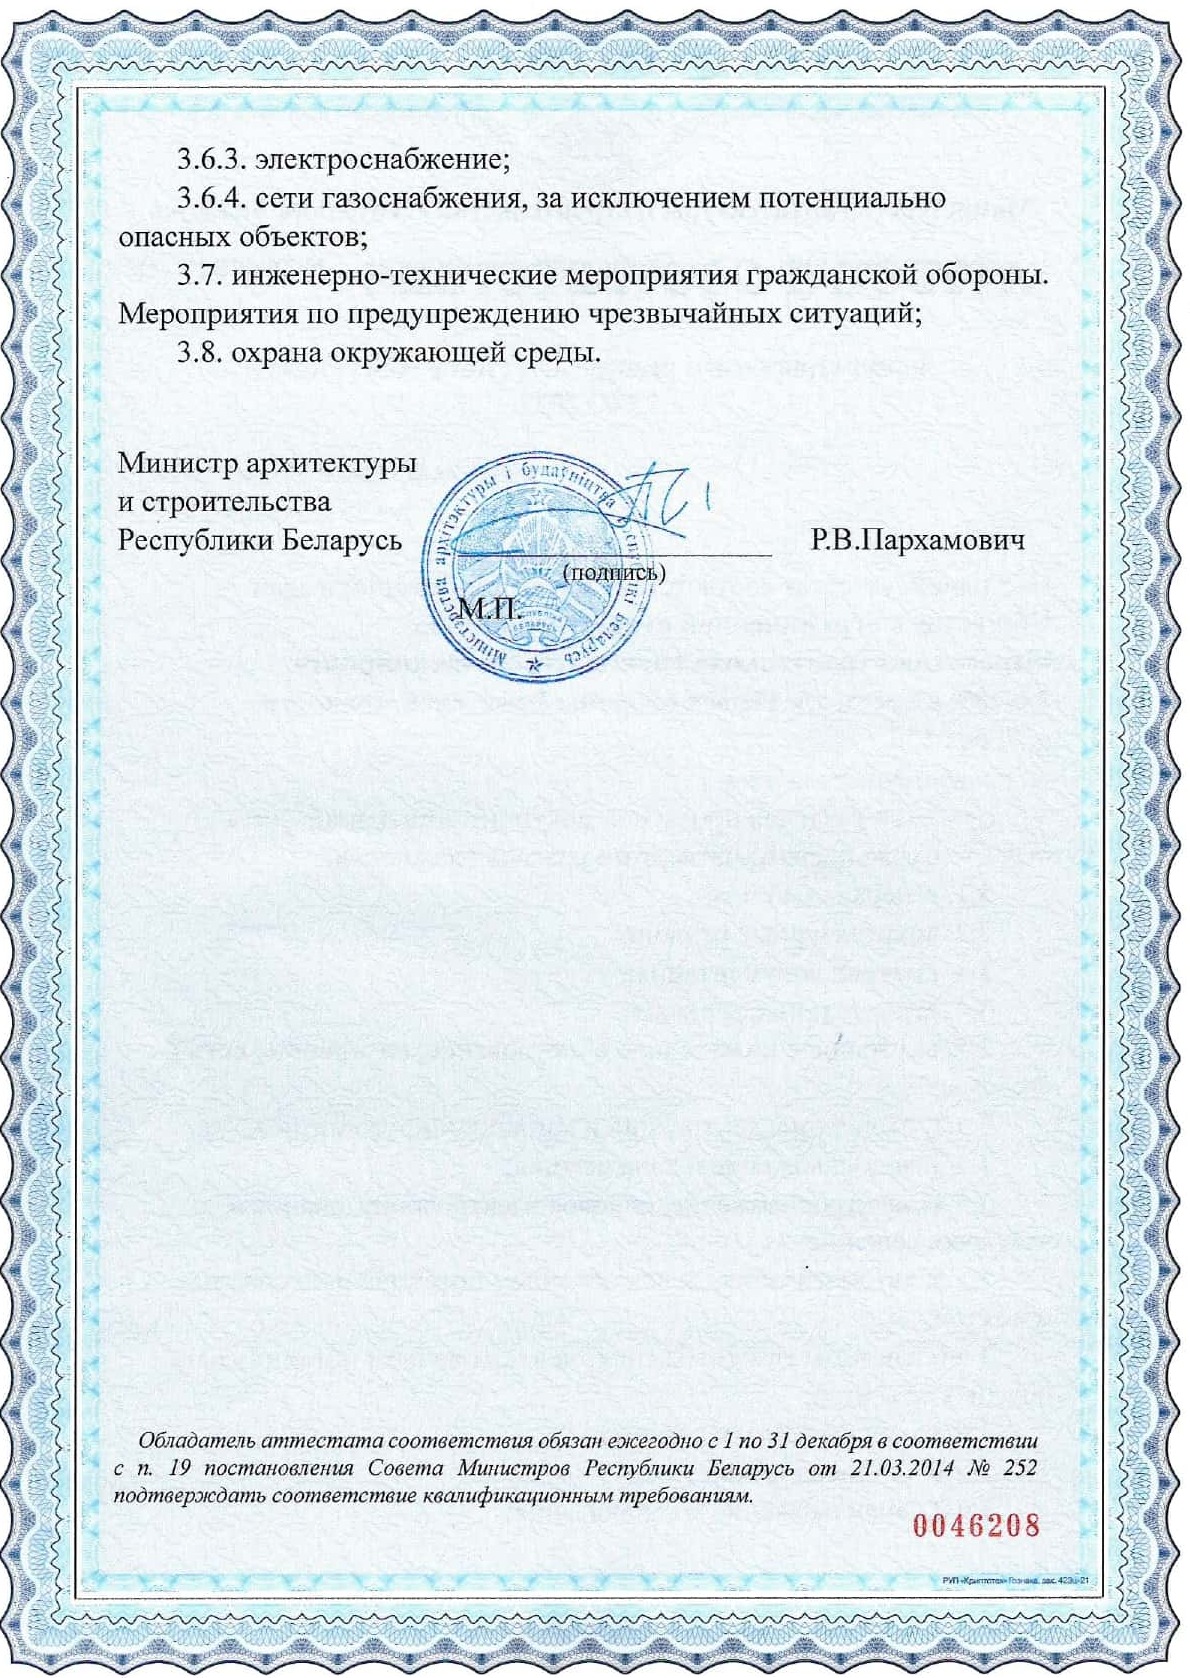 3.6.3. электроснабжение;
3.6.4. сети газоснабжения, за исключением потенциально
опасных объектов;
3.7. инженерно-технические мероприятия гражданской обороны.
Мероприятия по предупреждению чрезвычайных ситуаций;
3.8. охрана окружающей среды.
Министр архитектуры
и строительства
Республики Беларусь
Р.В.Пархамович
(подпись)
М.П.
Міністэрства архітэктуры і будаўніцтва Рэспублікі Беларусь
Обладатель аттестата соответствия обязан ежегодно с 1 по 31 декабря в соответствии
с п. 19 постановления Совета Министров Республики Беларусь от 21.03.2014 № 252
подтверждать соответствие квалификационным требованиям.
0046208
РУП «Криптотех» Гознака, зак. 423ц-21